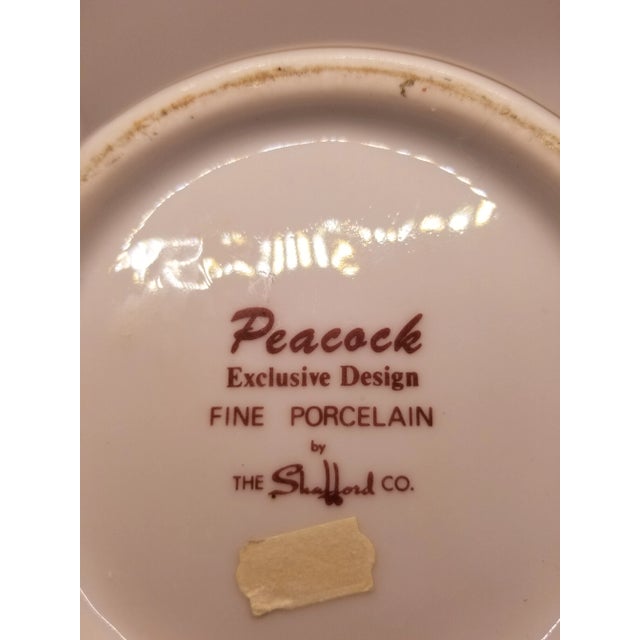 Peacock
Exclusive Design
FINE PORCELAIN
by
THE Shafford CO.